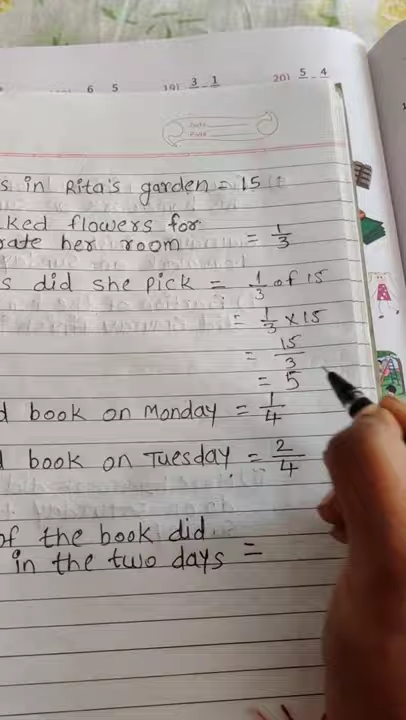 6 5 19) 3 1 20) 5 - 4
s in Rita's garden = 15
ked flowers for
rate her room = 1/3
s did she pick = 1/3 of 15
= 1/3 × 15
= 15/3
= 5
d book on Monday = 1/4
d book on Tuesday = 2/4
of the book did
in the two days =